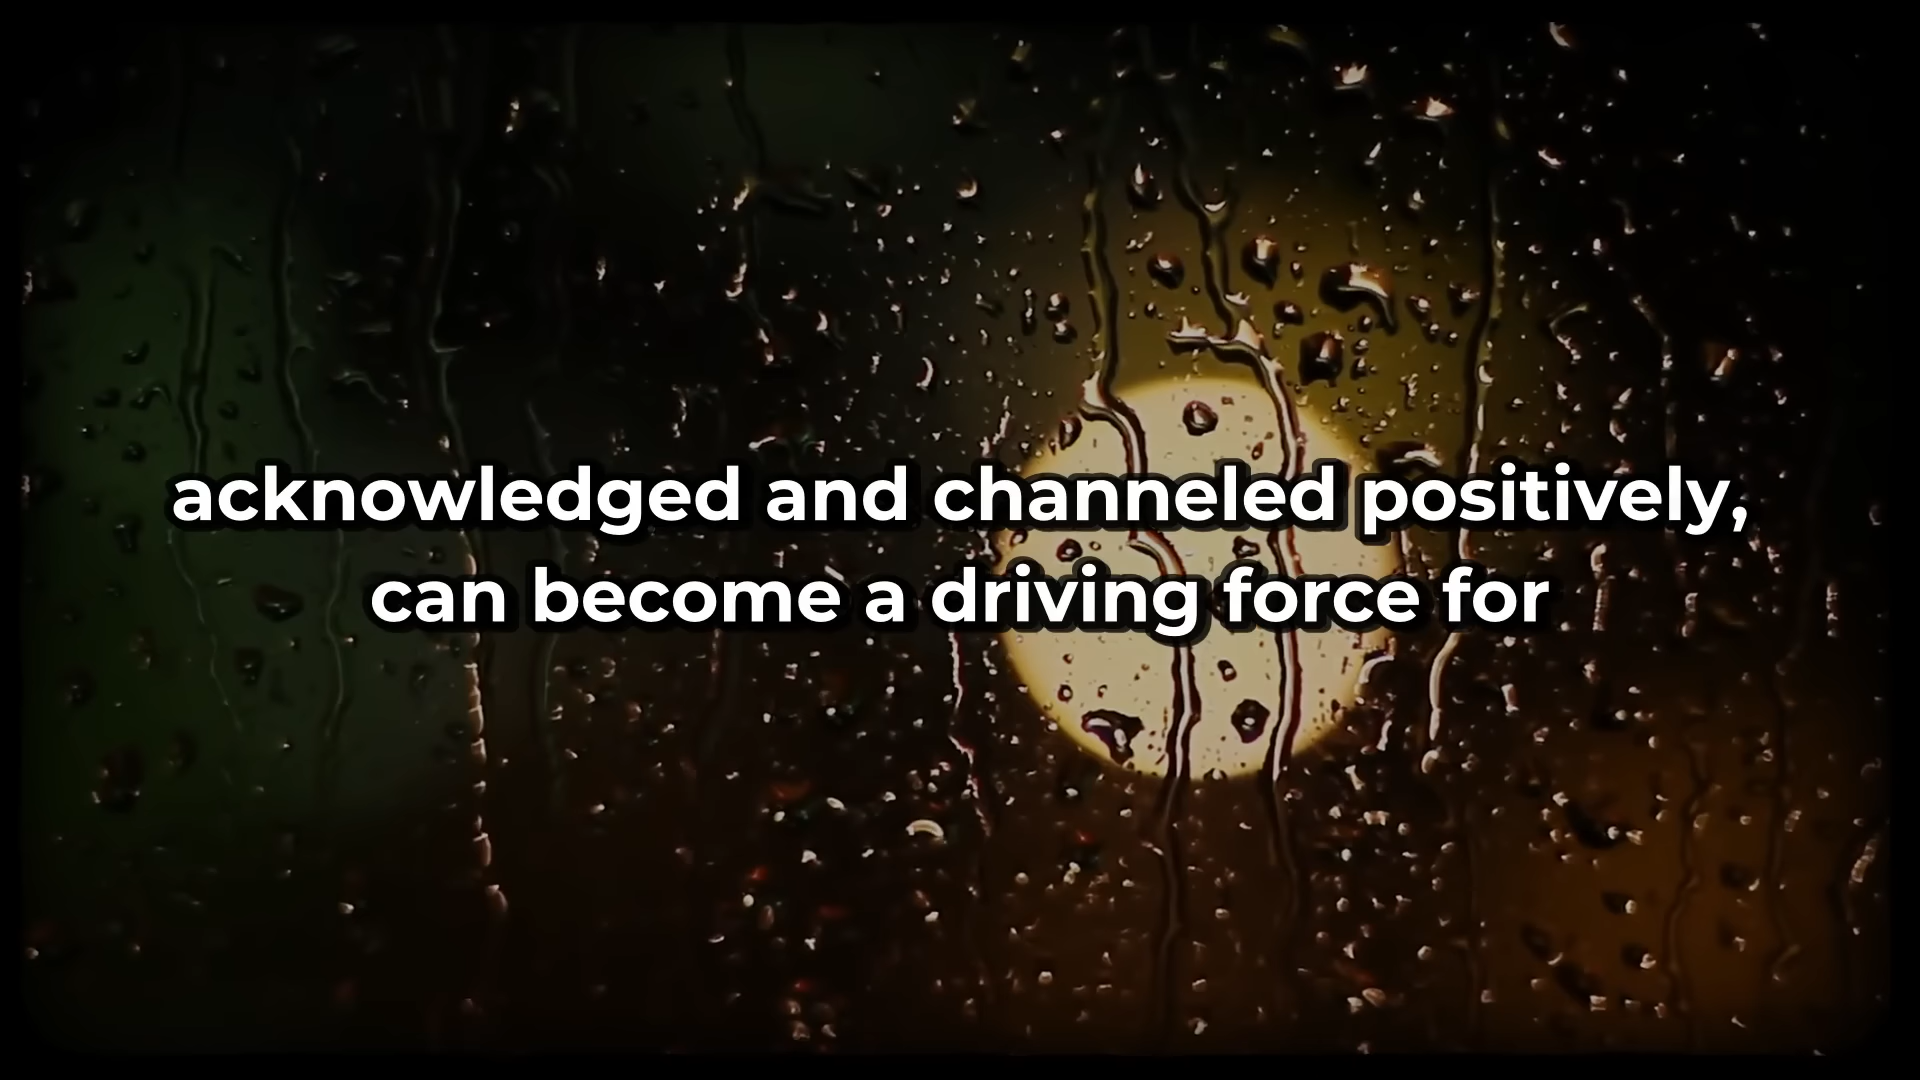 acknowledged and channeled positively,
can become a driving force for